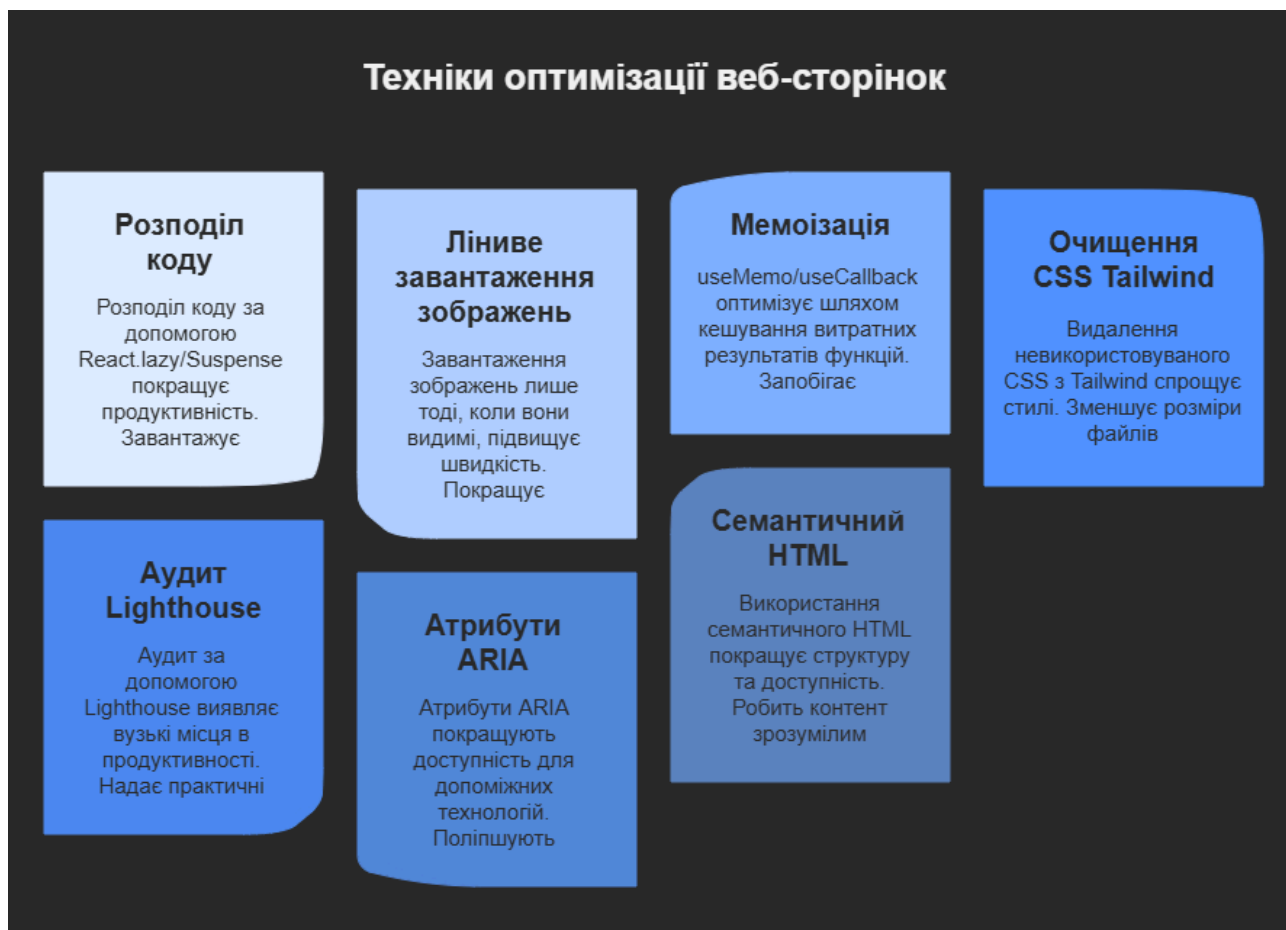 Техніки оптимізації веб-сторінок
Розподіл
коду
Розподіл коду за
допомогою
React.lazy/Suspense
покращує
продуктивність.
Завантажує
Ліниве
завантаження
зображень
Завантаження
зображень лише
тоді, коли вони
видимі, підвищує
швидкість.
Покращує
Мемоізація
useMemo/useCallback
оптимізує шляхом
кешування витратних
результатів функцій.
Запобігає
Очищення
CSS Tailwind
Видалення
невикористовуваного
CSS з Tailwind спрощує
стилі. Зменшує розміри
файлів
Аудит
Lighthouse
Аудит за
допомогою
Lighthouse виявляє
вузькі місця в
продуктивності.
Надає практичні
Атрибути
ARIA
Атрибути ARIA
покращують
доступність для
допоміжних
технологій.
Поліпшують
Семантичний
HTML
Використання
семантичного HTML
покращує структуру
та доступність.
Робить контент
зрозумілим